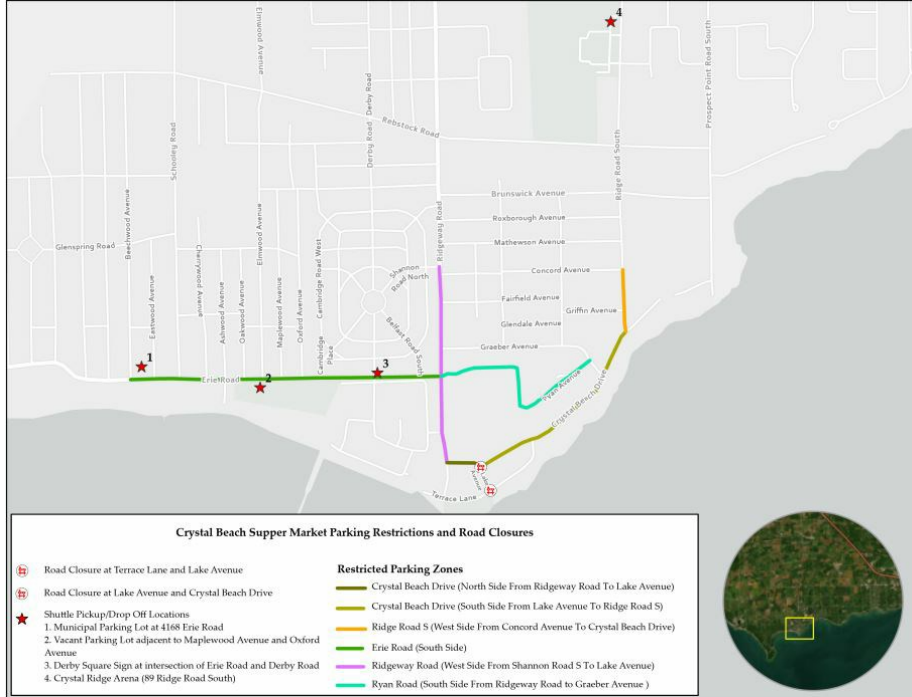 4
Elmwood Avenue
Prospect Point Road South
Derby Road
Derby Road
Rebstock Road
Schooley Road
Ridge Road South
Brunswick Avenue
Roxborough Avenue
Ridgeway Road
Beechwood Avenue
Glenspring Road
Cherrywood Avenue
Elmwood Avenue
Cambridge Road West
Mathewson Avenue
Shannon Road North
Concord Avenue
Eastwood Avenue
Ashwood Avenue
Oakwood Avenue
Maplewood Avenue
Oxford Avenue
Fairfield Avenue
Griffin Avenue
Glendale Avenue
Cambridge Place
Belfast Road South
Graeber Avenue
1
2
3
Erie Road
Ryan Avenue
Crystal Beach Drive
Lake Avenue
Terrace Lane
Crystal Beach Supper Market Parking Restrictions and Road Closures
Road Closure at Terrace Lane and Lake Avenue
Road Closure at Lake Avenue and Crystal Beach Drive
Shuttle Pickup/Drop Off Locations
1. Municipal Parking Lot at 4168 Erie Road
2. Vacant Parking Lot adjacent to Maplewood Avenue and Oxford
Avenue
3. Derby Square Sign at intersection of Erie Road and Derby Road
4. Crystal Ridge Arena (89 Ridge Road South)
Restricted Parking Zones
Crystal Beach Drive (North Side From Ridgeway Road To Lake Avenue)
Crystal Beach Drive (South Side From Lake Avenue To Ridge Road S)
Ridge Road S (West Side From Concord Avenue To Crystal Beach Drive)
Erie Road (South Side)
Ridgeway Road (West Side From Shannon Road S To Lake Avenue)
Ryan Road (South Side From Ridgeway Road to Graeber Avenue )